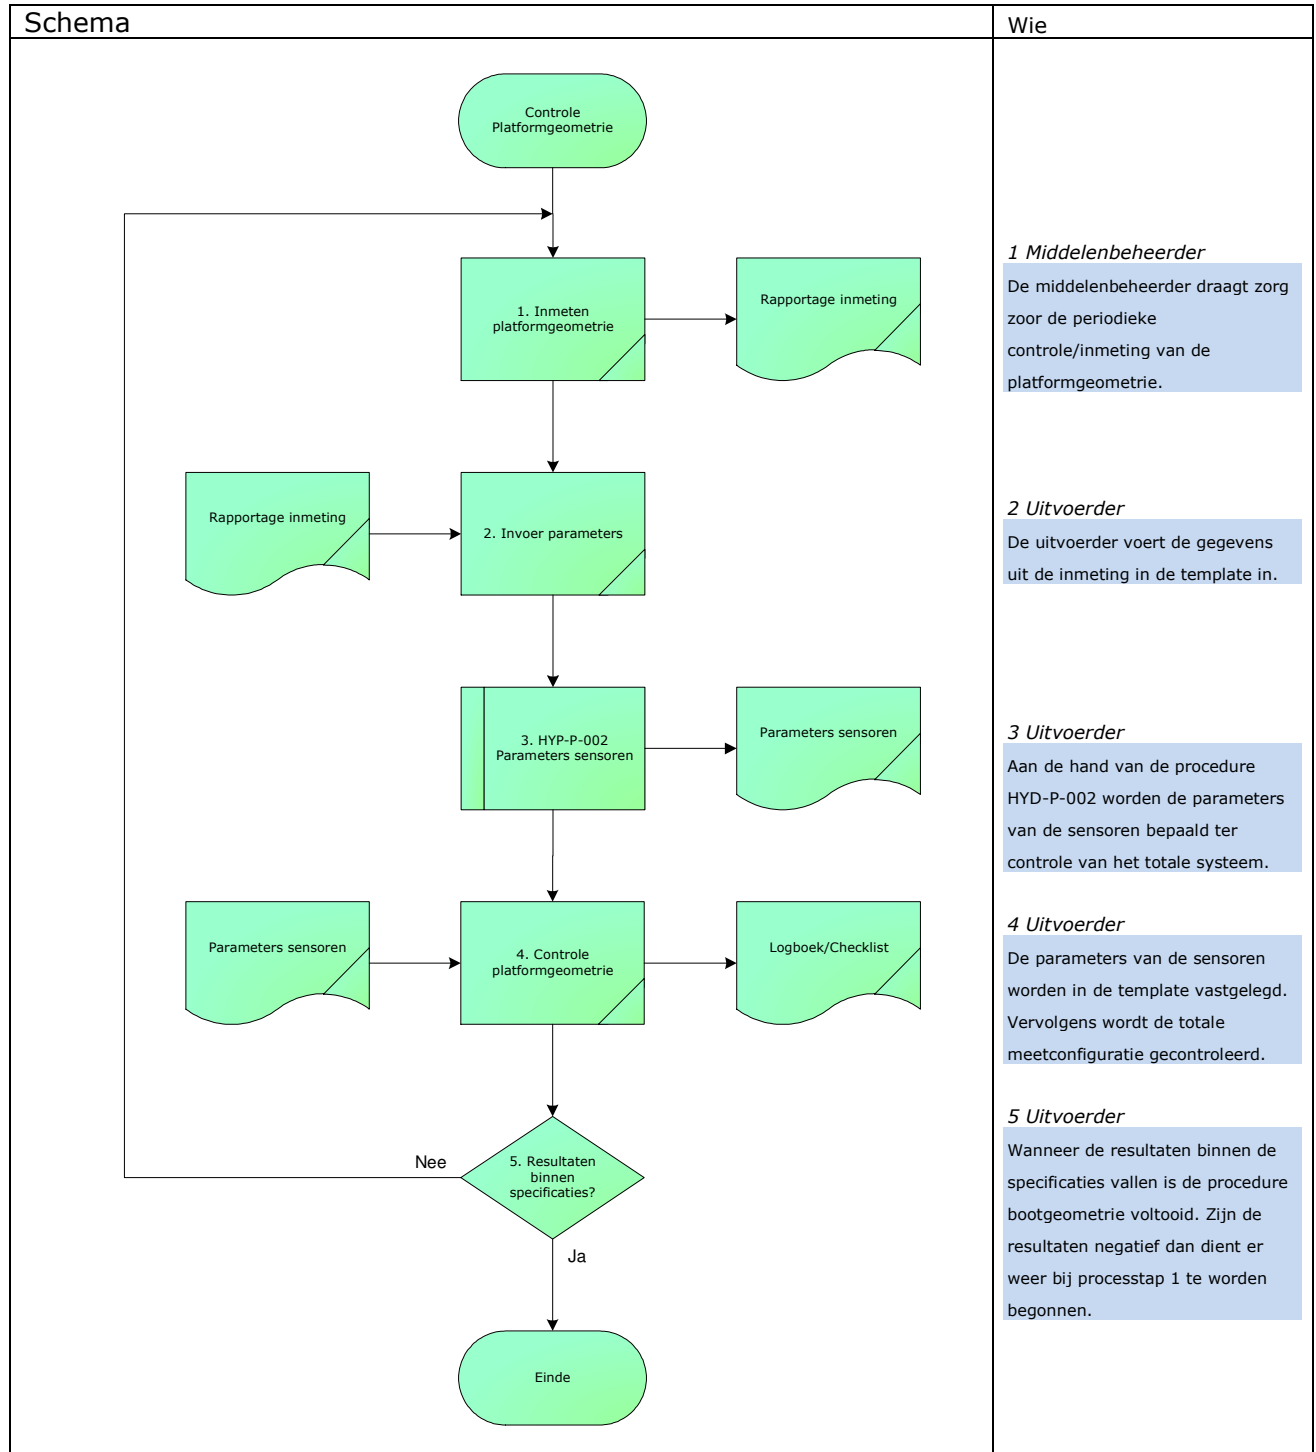 Schema
Wie
Controle
Platformgeometrie
1. Inmeten
platformgeometrie
Rapportage inmeting
Rapportage inmeting
2. Invoer parameters
3. HYP-P-002
Parameters sensoren
Parameters sensoren
Parameters sensoren
4. Controle
platformgeometrie
Logboek/Checklist
Nee
5. Resultaten
binnen
specificaties?
Ja
Einde
1 Middelenbeheerder
De middelenbeheerder draagt zorg
zoor de periodieke
controle/inmeting van de
platformgeometrie.
2 Uitvoerder
De uitvoerder voert de gegevens
uit de inmeting in de template in.
3 Uitvoerder
Aan de hand van de procedure
HYD-P-002 worden de parameters
van de sensoren bepaald ter
controle van het totale systeem.
4 Uitvoerder
De parameters van de sensoren
worden in de template vastgelegd.
Vervolgens wordt de totale
meetconfiguratie gecontroleerd.
5 Uitvoerder
Wanneer de resultaten binnen de
specificaties vallen is de procedure
bootgeometrie voltooid. Zijn de
resultaten negatief dan dient er
weer bij processtap 1 te worden
begonnen.